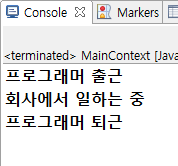 Console Markers
<terminated> MainContext [Java
프로그래머 출근
회사에서 일하는 중
프로그래머 퇴근